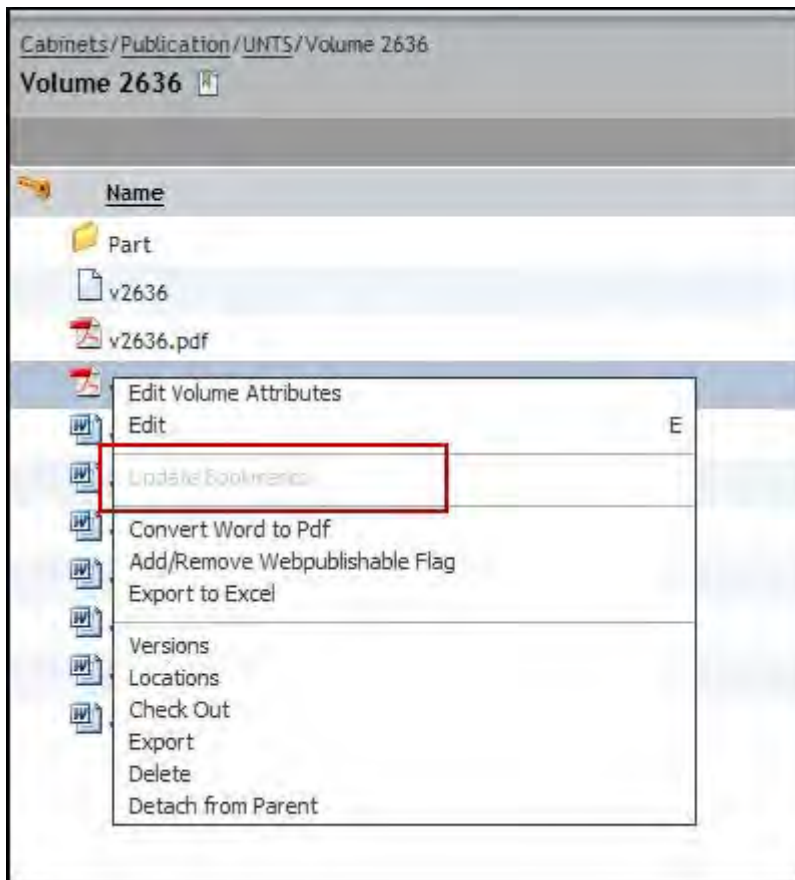 Cabinets/Publication/UNTS/Volume 2636
Volume 2636
Name
Part
v2636
v2636.pdf
Edit Volume Attributes
Edit E
Update Bookmarks
Convert Word to Pdf
Add/Remove Webpublishable Flag
Export to Excel
Versions
Locations
Check Out
Export
Delete
Detach from Parent